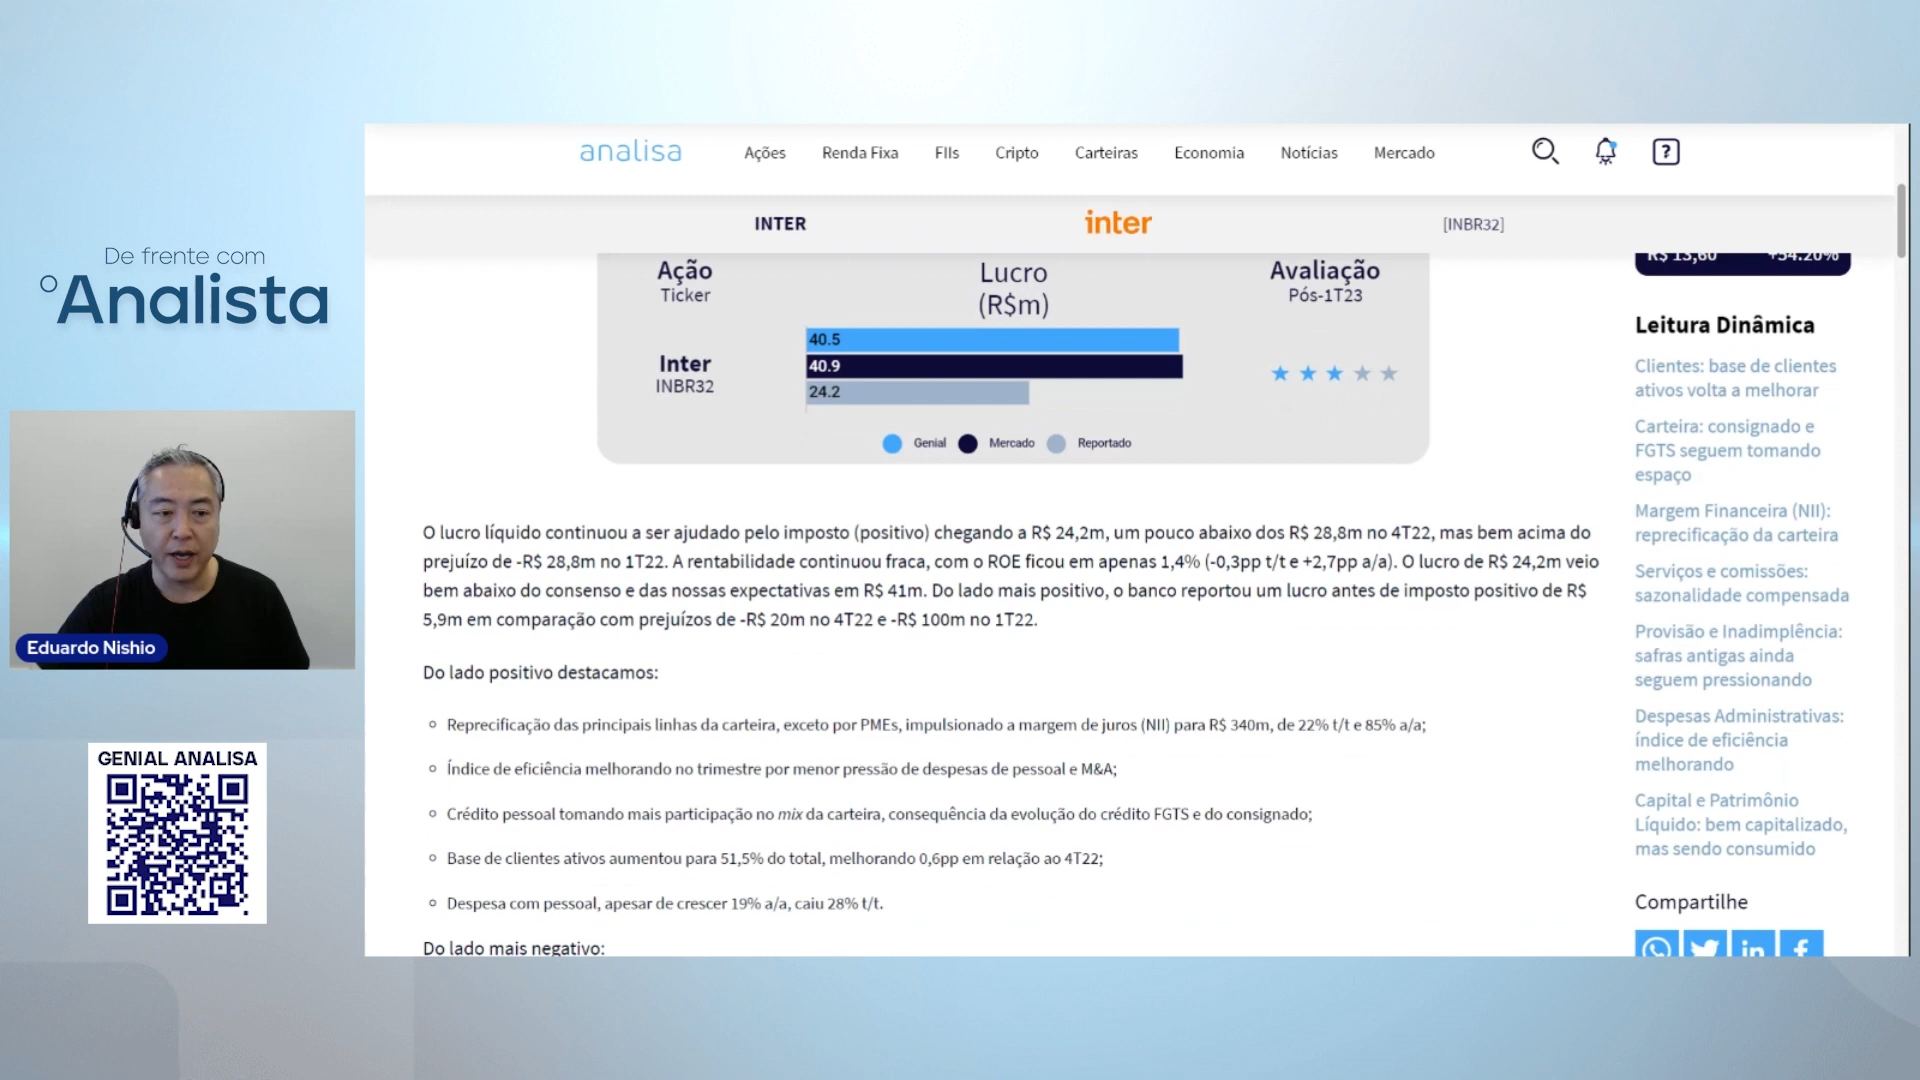 De frente com
o Analista
Eduardo Nishio
GENIAL ANALISA
analisa
Ações
Renda Fixa
FIIs
Cripto
Carteiras
Economia
Notícias
Mercado
?
INTER
inter
[INBR32]
Ação
Ticker
Lucro
(R$m)
Avaliação
Pós-1T23
Inter
INBR32
40.5
40.9
24.2
Genial
Mercado
Reportado
O lucro líquido continuou a ser ajudado pelo imposto (positivo) chegando a R$ 24,2m, um pouco abaixo dos R$ 28,8m no 4T22, mas bem acima do
prejuízo de -R$ 28,8m no 1T22. A rentabilidade continuou fraca, com o ROE ficou em apenas 1,4% (-0,3pp t/t e +2,7pp a/a). O lucro de R$ 24,2m veio
bem abaixo do consenso e das nossas expectativas em R$ 41m. Do lado mais positivo, o banco reportou um lucro antes de imposto positivo de R$
5,9m em comparação com prejuízos de -R$ 20m no 4T22 e -R$ 100m no 1T22.
Do lado positivo destacamos:
Reprecificação das principais linhas da carteira, exceto por PMEs, impulsionado a margem de juros (NII) para R$ 340m, de 22% t/t e 85% a/a;
Índice de eficiência melhorando no trimestre por menor pressão de despesas de pessoal e M&A;
Crédito pessoal tomando mais participação no mix da carteira, consequência da evolução do crédito FGTS e do consignado;
Base de clientes ativos aumentou para 51,5% do total, melhorando 0,6pp em relação ao 4T22;
Despesa com pessoal, apesar de crescer 19% a/a, caiu 28% t/t.
Do lado mais negativo:
R$ 13,60
+54.20%
Leitura Dinâmica
Clientes: base de clientes
ativos volta a melhorar
Carteira: consignado e
FGTS seguem tomando
espaço
Margem Financeira (NII):
reprecificação da carteira
Serviços e comissões:
sazonalidade compensada
Provisão e Inadimplência:
safras antigas ainda
seguem pressionando
Despesas Administrativas:
índice de eficiência
melhorando
Capital e Patrimônio
Líquido: bem capitalizado,
mas sendo consumido
Compartilhe